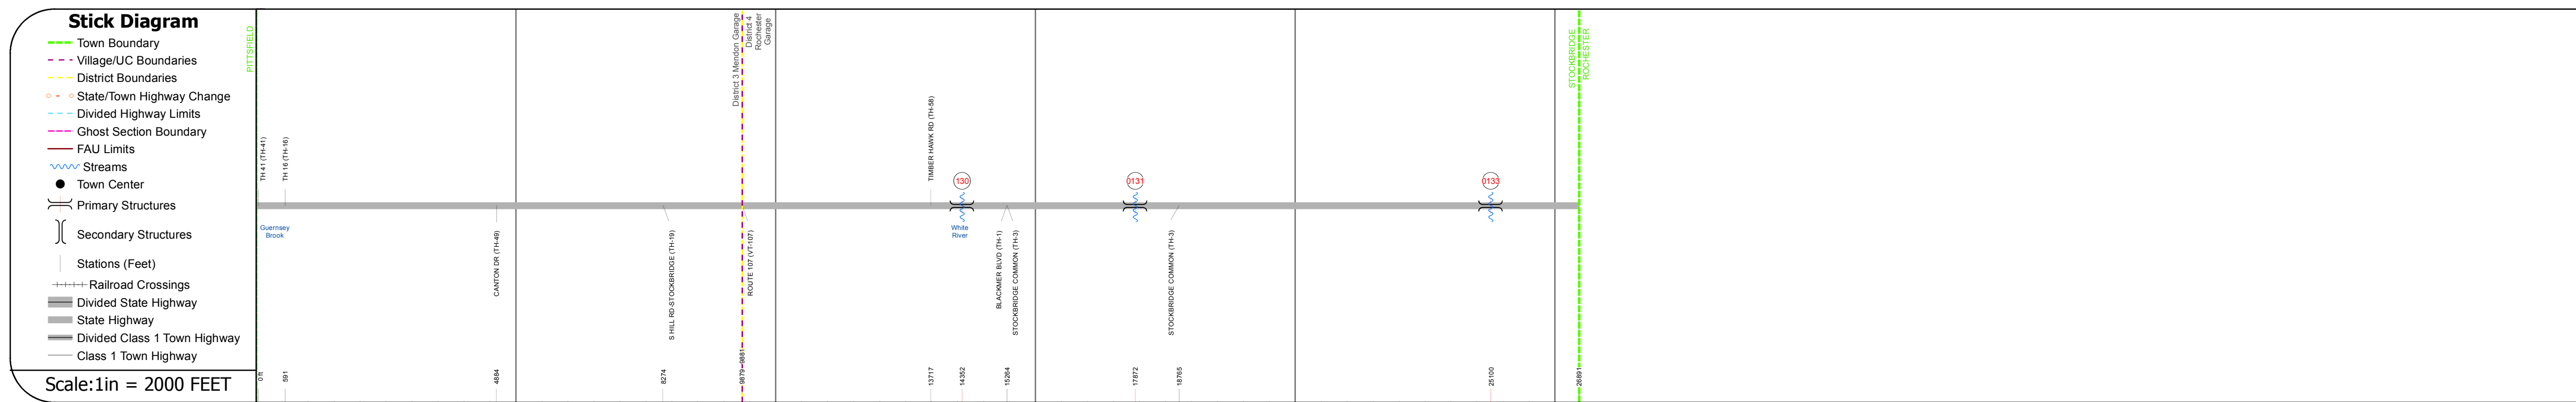 Stick Diagram
Town Boundary
Village/UC Boundaries
District Boundaries
State/Town Highway Change
Divided Highway Limits
Ghost Section Boundary
FAU Limits
Streams
Town Center
Primary Structures
Secondary Structures
Stations (Feet)
Railroad Crossings
Divided State Highway
State Highway
Divided Class 1 Town Highway
Class 1 Town Highway
Scale:1in = 2000 FEET
PITTSFIELD
District 3 Mendon Garage
District 4
Rochester
Garage
STOCKBRIDGE
ROCHESTER
TH 41 (TH-41)
TH 16 (TH-16)
TIMBER HAWK RD (TH-58)
130
0131
0133
Guernsey
Brook
White
River
CANTON DR (TH-49)
S HILL RD-STOCKBRIDGE (TH-19)
ROUTE 107 (VT-107)
BLACKMER BLVD (TH-1)
STOCKBRIDGE COMMON (TH-3)
STOCKBRIDGE COMMON (TH-3)
0 ft
591
4884
8274
9879
9881
13717
14352
15264
17872
18765
25100
26891